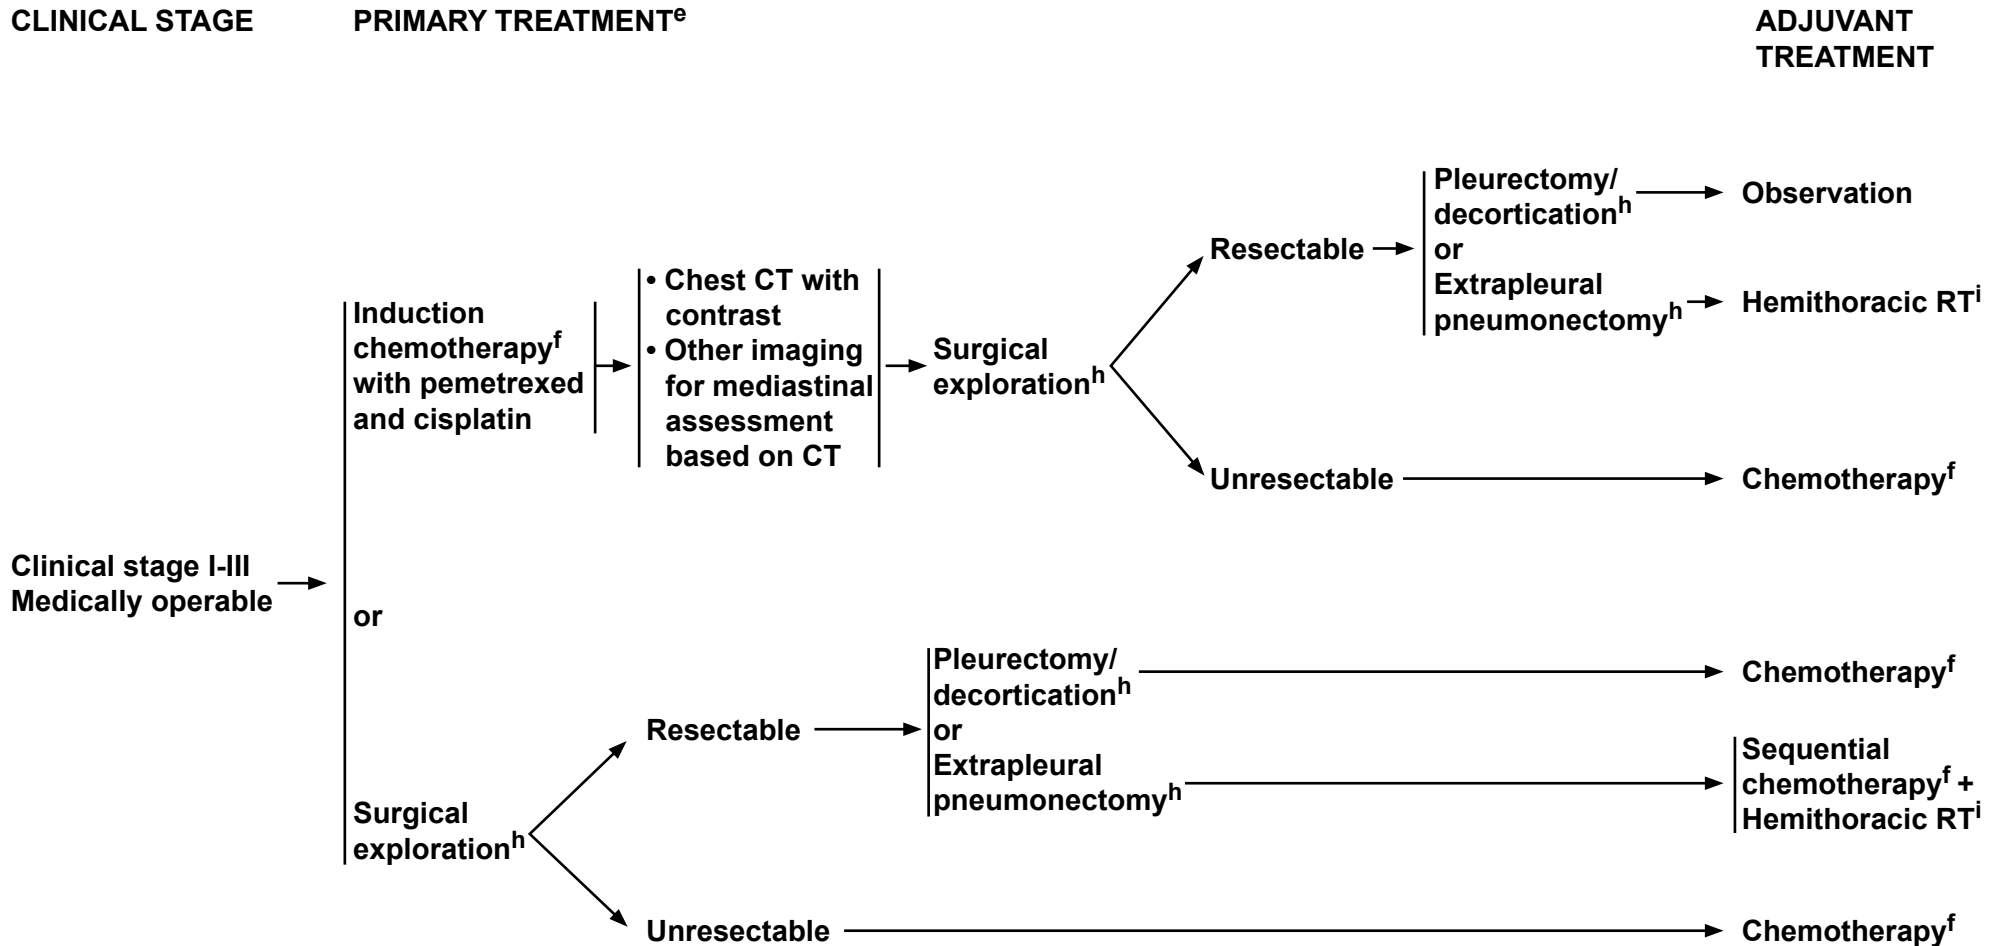 CLINICAL STAGE
PRIMARY TREATMENTe
ADJUVANT
TREATMENT
Clinical stage I-III
Medically operable
Induction
chemotherapyf
with pemetrexed
and cisplatin
• Chest CT with
contrast
• Other imaging
for mediastinal
assessment
based on CT
Surgical
explorationh
Resectable
Pleurectomy/
decorticationh
or
Extrapleural
pneumonectomyh
Observation
Hemithoracic RTi
Unresectable
Chemotherapyf
or
Surgical
explorationh
Resectable
Pleurectomy/
decorticationh
or
Extrapleural
pneumonectomyh
Chemotherapyf
Sequential
chemotherapyf +
Hemithoracic RTi
Unresectable
Chemotherapyf